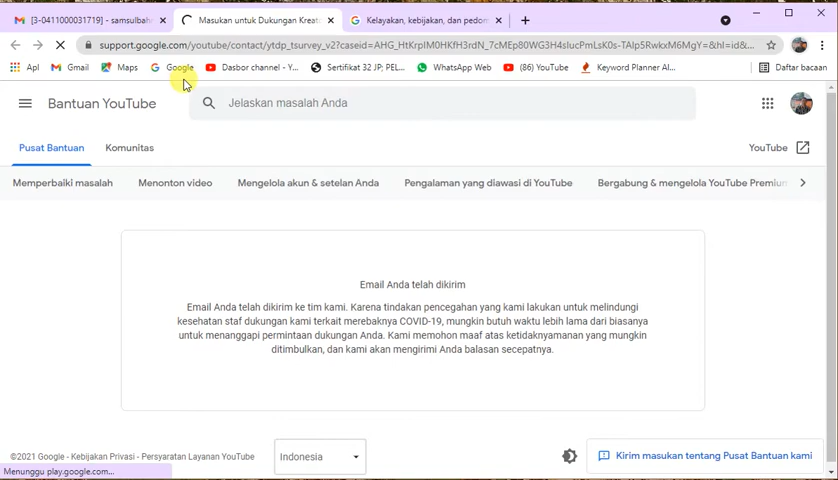 [3-0411000031719] - samsulbahr
Masukan untuk Dukungan Kreato
Kelayakan, kebijakan, dan pedom
support.google.com/youtube/contact/ytdp_tsurvey_v2?caseid=AHG_HtKrpIM0HKfH3rdN_7cMEp80WG3H4slucPmLsK0s-TAIp5RwkxM6MgY=&hl=id&...
Apl
Gmail
Maps
Google
Dasbor channel - Y...
Sertifikat 32 JP; PEL...
WhatsApp Web
(86) YouTube
Keyword Planner Al...
Daftar bacaan
Bantuan YouTube
Jelaskan masalah Anda
Pusat Bantuan
Komunitas
YouTube
Memperbaiki masalah
Menonton video
Mengelola akun & setelan Anda
Pengalaman yang diawasi di YouTube
Bergabung & mengelola YouTube Premium
Email Anda telah dikirim
Email Anda telah dikirim ke tim kami. Karena tindakan pencegahan yang kami lakukan untuk melindungi
kesehatan staf dukungan kami terkait merebaknya COVID-19, mungkin butuh waktu lebih lama dari biasanya
untuk menanggapi permintaan dukungan Anda. Kami memohon maaf atas ketidaknyamanan yang mungkin
ditimbulkan, dan kami akan mengirimi Anda balasan secepatnya.
©2021 Google - Kebijakan Privasi - Persyaratan Layanan YouTube
Indonesia
Kirim masukan tentang Pusat Bantuan kami
Menunggu play.google.com...